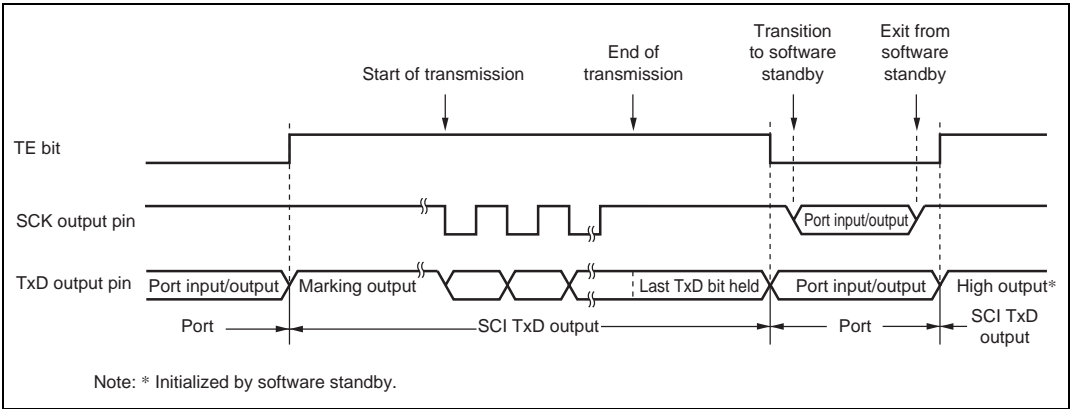 Transition
to software
standby
Exit from
software
standby
End of
transmission
Start of transmission
TE bit
SCK output pin
Port input/output
TxD output pin
Port input/output
Marking output
Last TxD bit held
Port input/output
High output*
Port
SCI TxD output
Port
SCI TxD
output
Note: * Initialized by software standby.